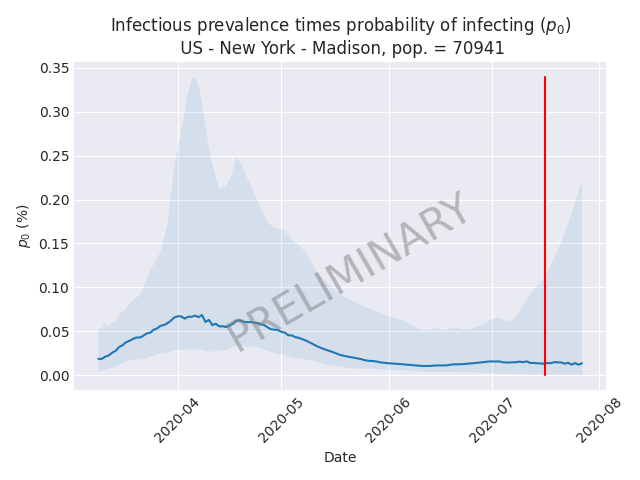 Infectious prevalence times probability of infecting (p₀)
US - New York - Madison, pop. = 70941
0.35
0.30
0.25
0.20
0.15
0.10
0.05
0.00
p₀ (%)
PRELIMINARY
2020-04
2020-05
2020-06
2020-07
2020-08
Date